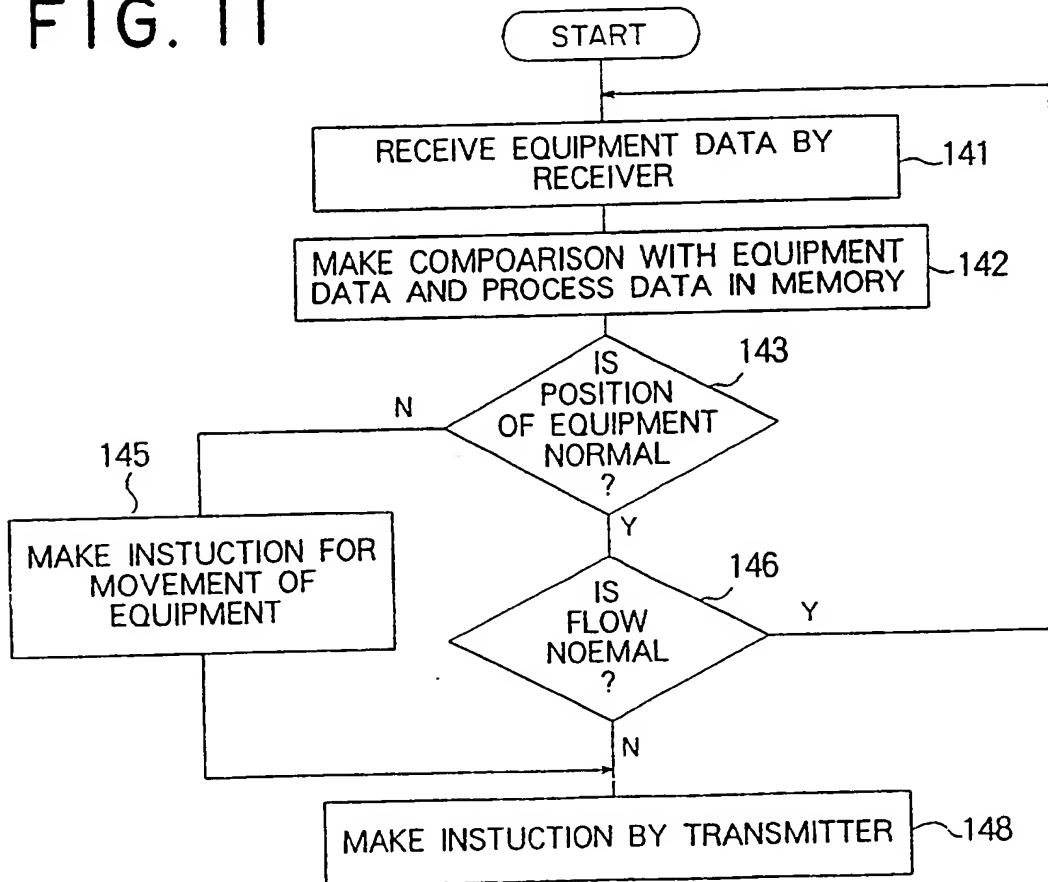 FIG. 11
START
RECEIVE EQUIPMENT DATA BY
RECEIVER
141
MAKE COMPOARISON WITH EQUIPMENT
DATA AND PROCESS DATA IN MEMORY
142
IS
POSITION
OF EQUIPMENT
NORMAL
?
143
N
Y
145
MAKE INSTUCTION FOR
MOVEMENT OF
EQUIPMENT
IS
FLOW
NOEMAL
?
146
Y
N
MAKE INSTUCTION BY TRANSMITTER
148